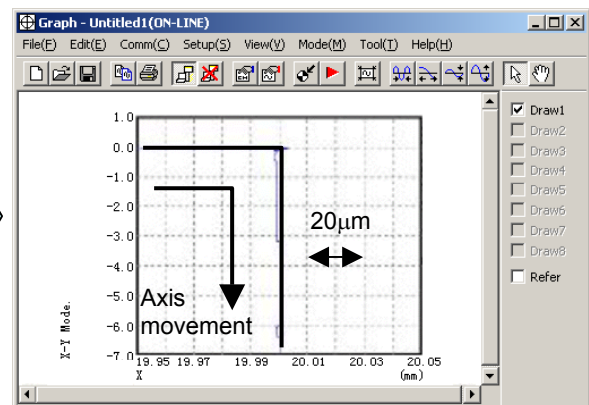 Graph - Untitled1(ON-LINE)
File(F) Edit(E) Comm(C) Setup(S) View(V) Mode(M) Tool(T) Help(H)
1.0
0.0
-1.0
-2.0
-3.0
-4.0
-5.0
-6.0
-7.0
X-Y Mode.
20μm
Axis
movement
19.95 19.97 19.99 20.01 20.03 20.05
X (mm)
Draw1
Draw2
Draw3
Draw4
Draw5
Draw6
Draw7
Draw8
Refer